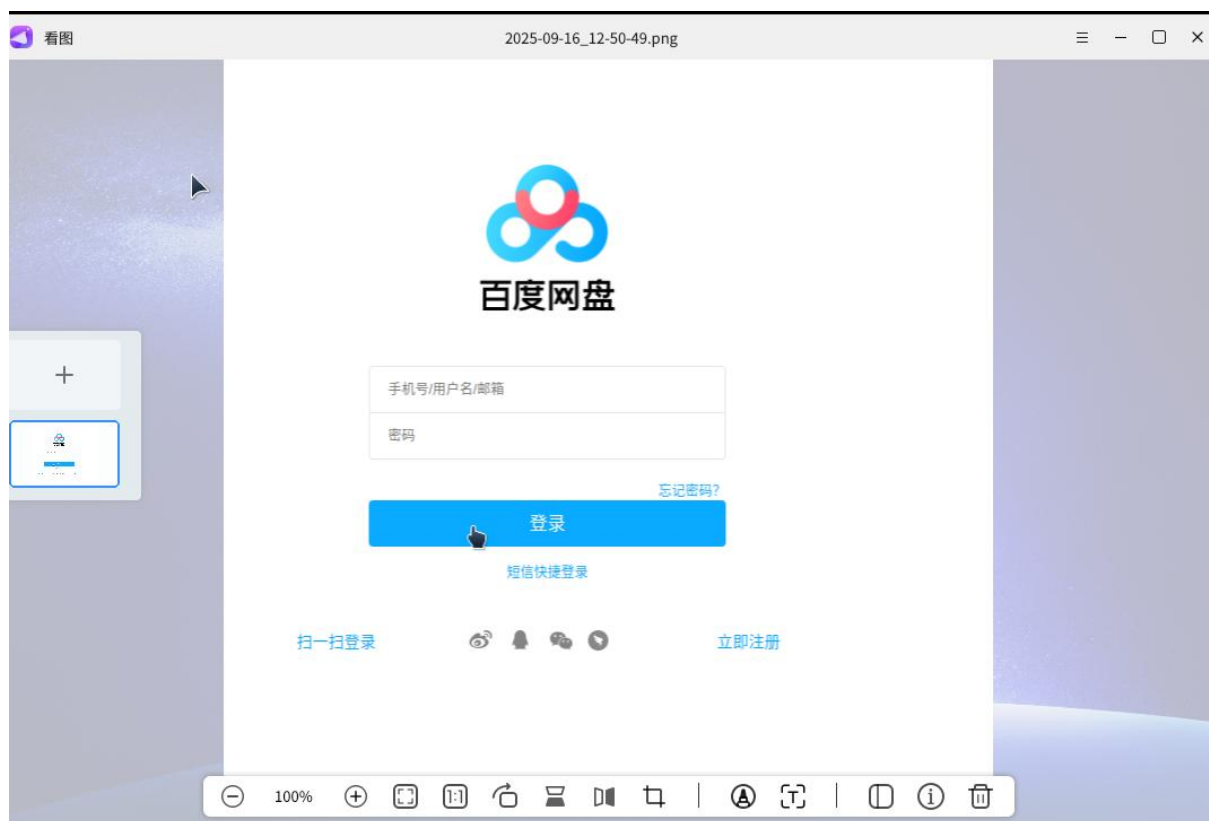 看图
2025-09-16_12-50-49.png
百度网盘
手机号/用户名/邮箱
密码
忘记密码?
登录
短信快捷登录
扫一扫登录
立即注册
100%
1:1
A
T